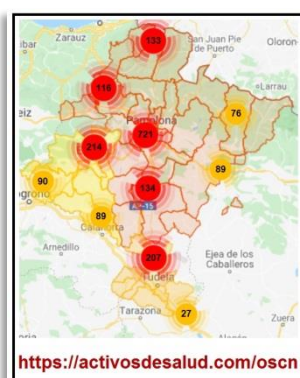 Zarauz
San Juan Pie
de Puerto
Oloron-
133
Larrau
116
76
Pamplona
721
214
89
90
134
Logroño
89
A-15
Calahorra
Arnedillo
207
Ejea de los
Caballeros
Tudela
Tarazona
27
Zuera
https://activosdesalud.com/oscn